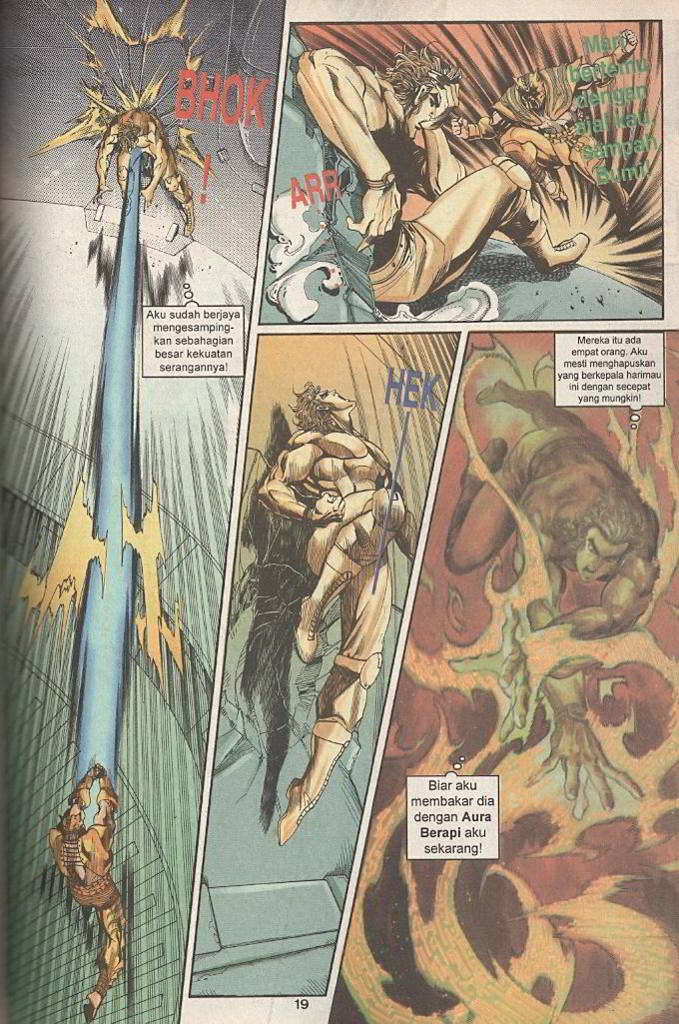 BHOK
!
Aku sudah berjaya
mengesamping-
kan sebahagian
besar kekuatan
serangannya!
Mari
bertemu
dengan
ajal kau,
sampah
Bumi!
ARR
HEK
Mereka itu ada
empat orang. Aku
mesti menghapuskan
yang berkepala harimau
ini dengan secepat
yang mungkin!
Biar aku
membakar dia
dengan Aura
Berapi aku
sekarang!
19